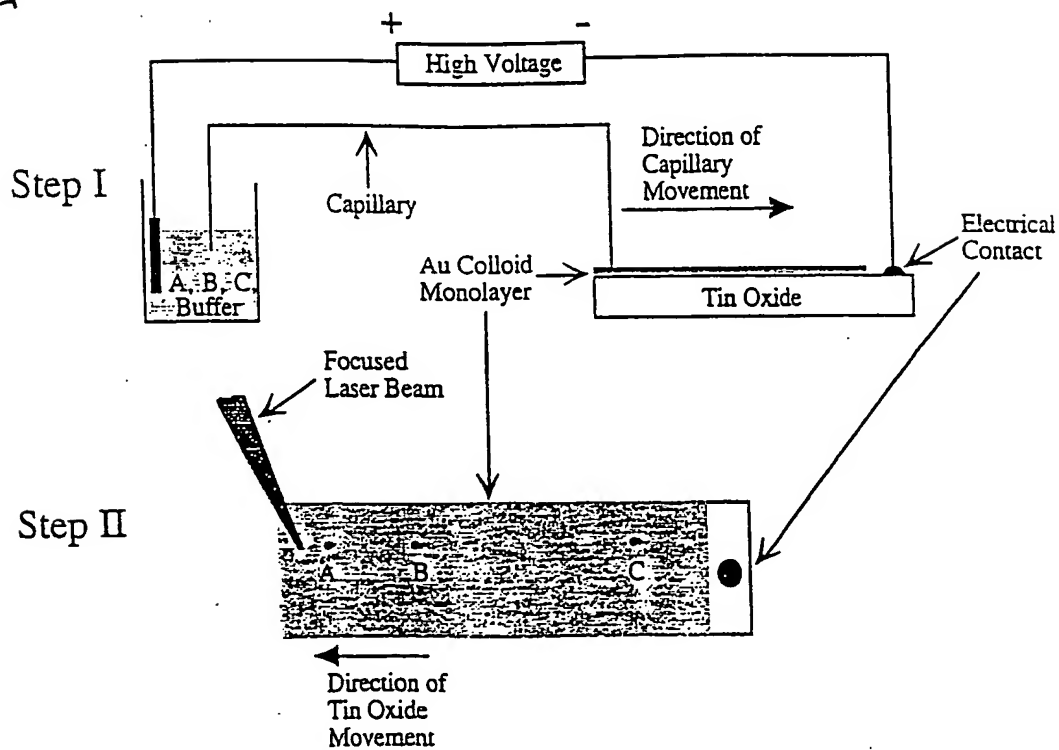 + -
High Voltage
Step I
Direction of
Capillary
Movement
Capillary
Electrical
Contact
Au Colloid
Monolayer
A, B, C,
Buffer
Tin Oxide
Focused
Laser Beam
Step II
A B C
Direction of
Tin Oxide
Movement